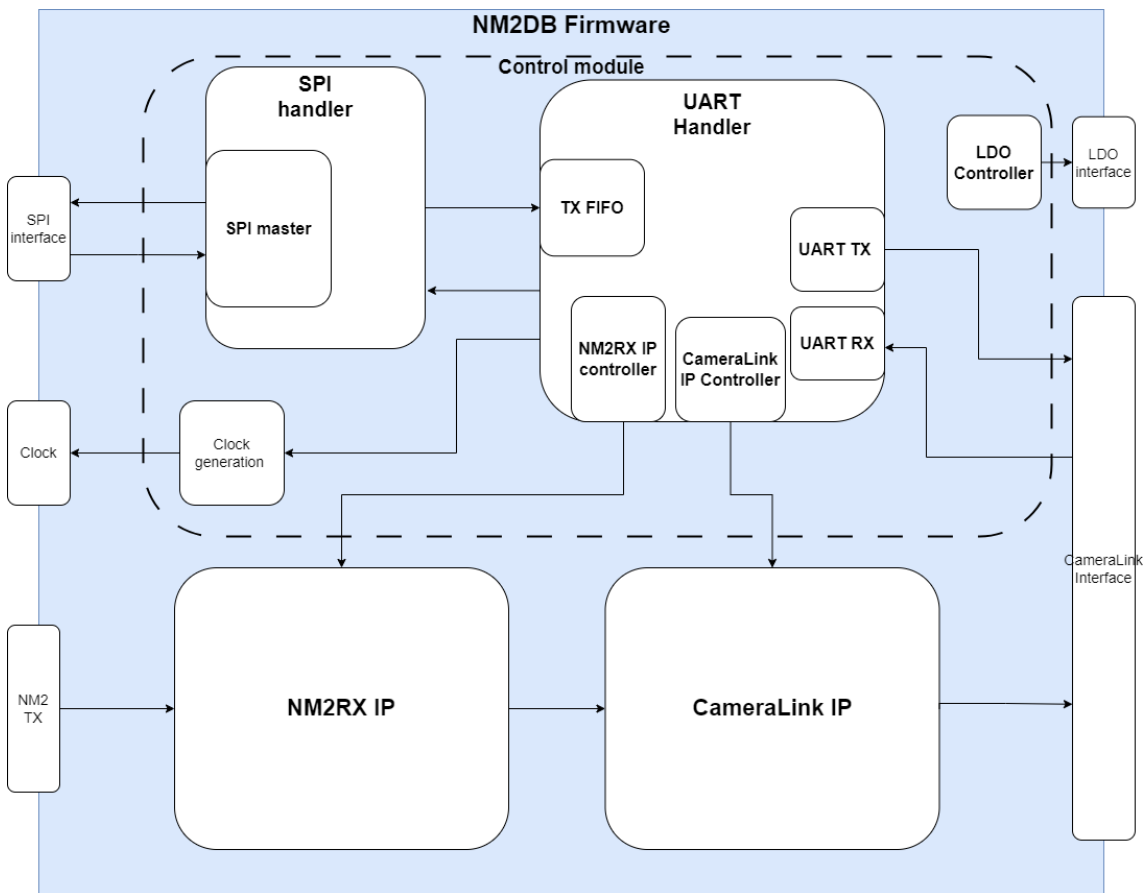 NM2DB Firmware
Control module
SPI
handler
UART
Handler
LDO
Controller
LDO
interface
SPI
interface
SPI master
TX FIFO
UART TX
NM2RX IP
controller
CameraLink
IP Controller
UART RX
Clock
Clock
generation
CameraLink
Interface
NM2
TX
NM2RX IP
CameraLink IP